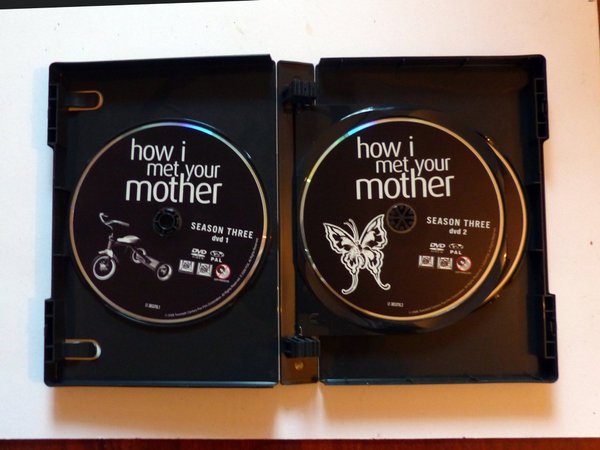 how i
met your
mother
SEASON THREE
dvd 1
DVD
PAL
how i
met your
mother
SEASON THREE
dvd 2
DVD
PAL